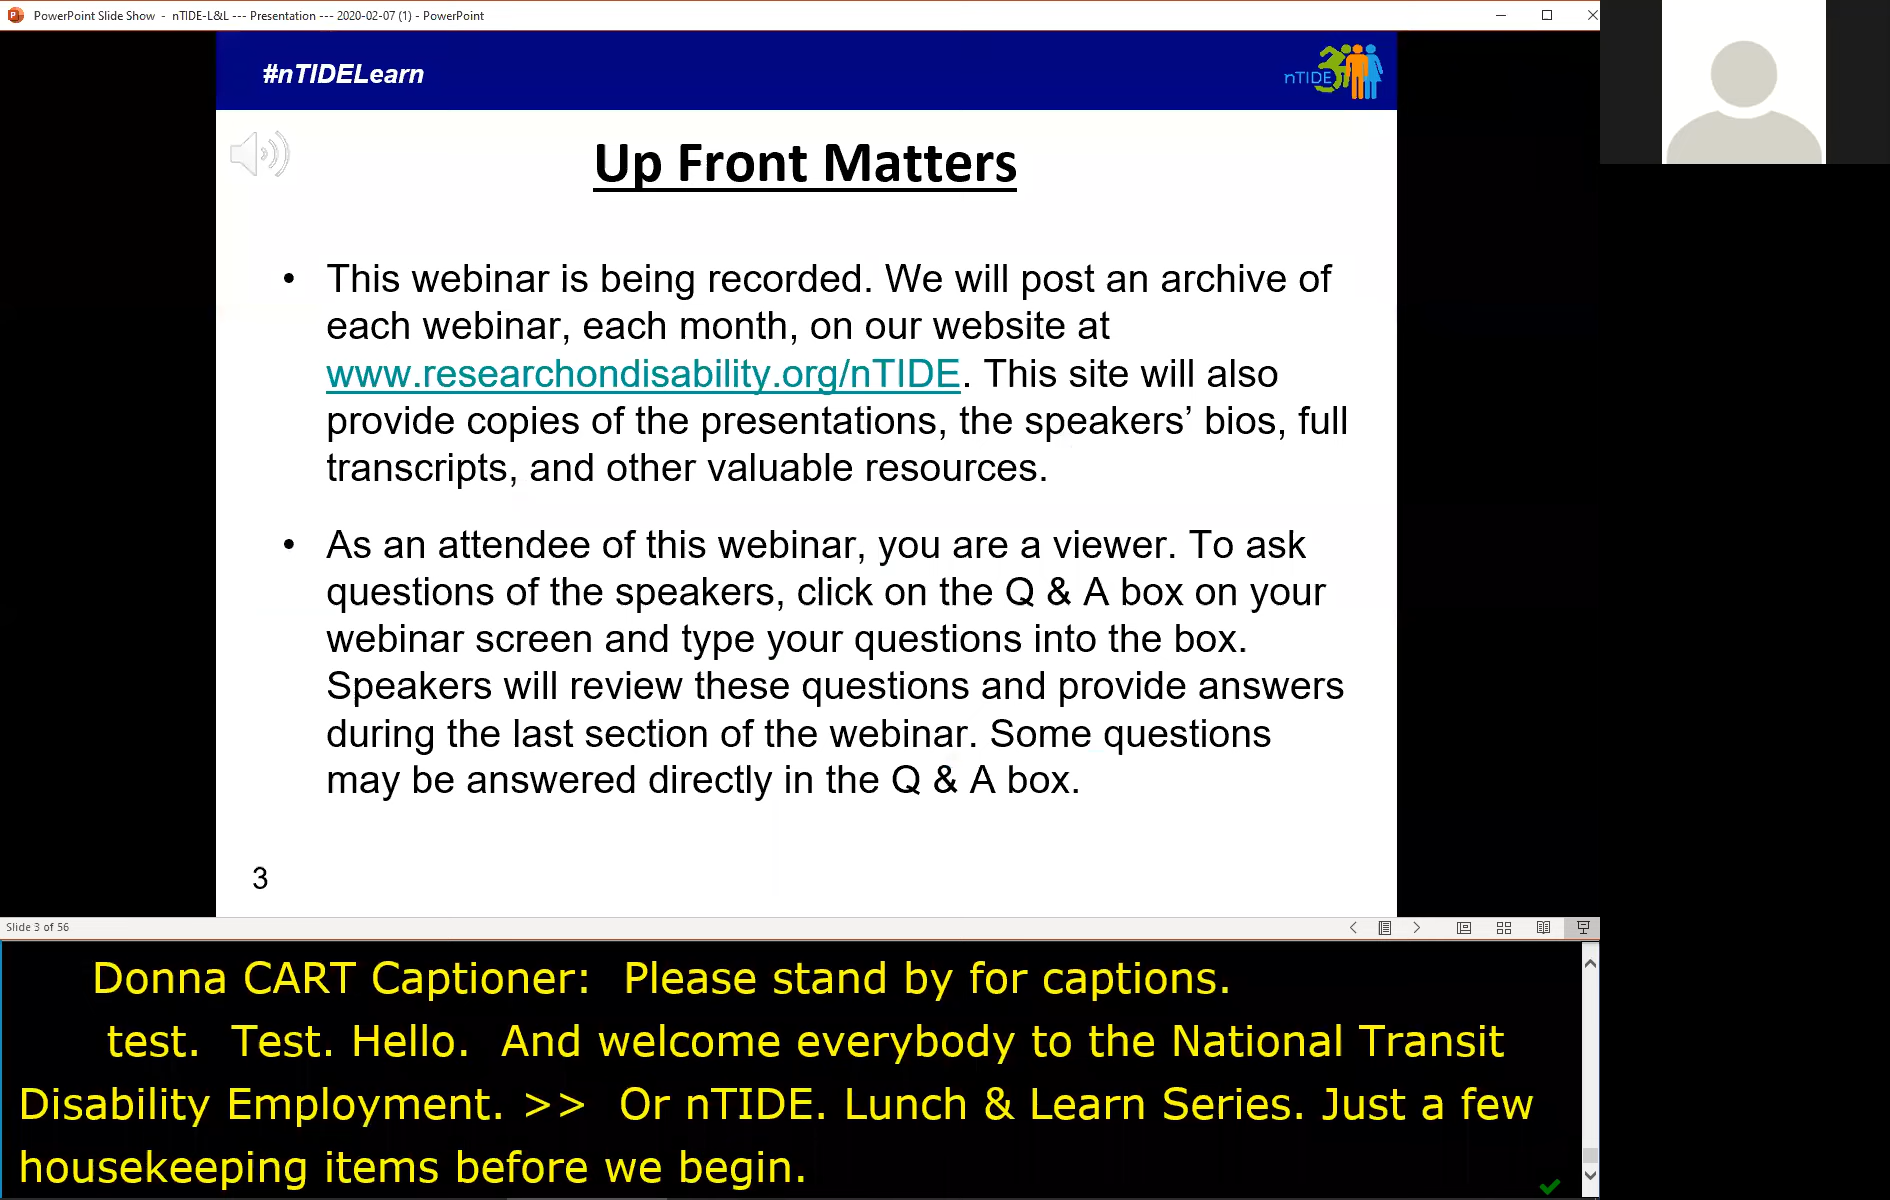 PowerPoint Slide Show - nTIDE-L&L --- Presentation --- 2020-02-07 (1) - PowerPoint
#nTIDELearn
nTIDE
Up Front Matters
• This webinar is being recorded. We will post an archive of
each webinar, each month, on our website at
www.researchondisability.org/nTIDE. This site will also
provide copies of the presentations, the speakers’ bios, full
transcripts, and other valuable resources.
• As an attendee of this webinar, you are a viewer. To ask
questions of the speakers, click on the Q & A box on your
webinar screen and type your questions into the box.
Speakers will review these questions and provide answers
during the last section of the webinar. Some questions
may be answered directly in the Q & A box.
3
Slide 3 of 56
Donna CART Captioner: Please stand by for captions.
test. Test. Hello. And welcome everybody to the National Transit
Disability Employment. >> Or nTIDE. Lunch & Learn Series. Just a few
housekeeping items before we begin.